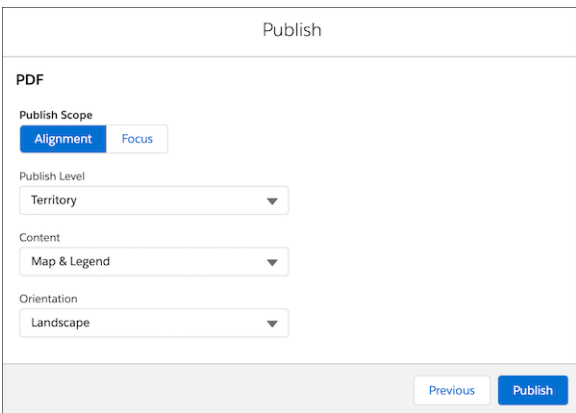 Publish
PDF
Publish Scope
Alignment Focus
Publish Level
Territory
Content
Map & Legend
Orientation
Landscape
Previous Publish